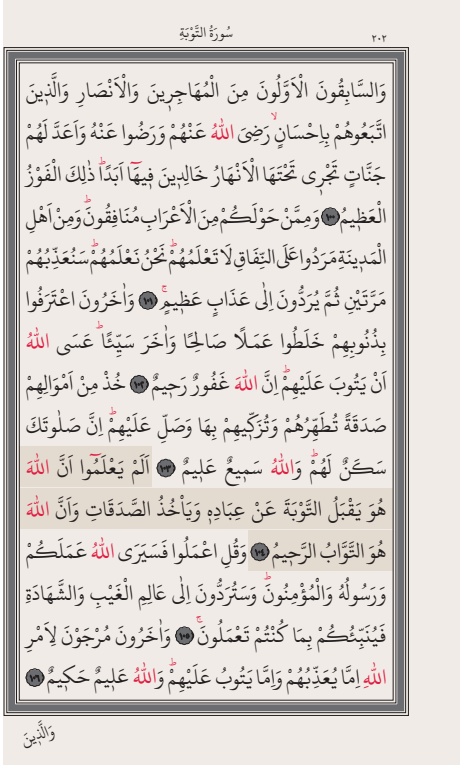 سُورَةُ التَّوْبَةِ
٢٠٢
وَالسَّابِقُونَ الْاَوَّلُونَ مِنَ الْمُهَاجِرِينَ وَالْاَنْصَارِ وَالَّذِينَ
اتَّبَعُوهُمْ بِاِحْسَانٍۙ رَضِيَ اللّٰهُ عَنْهُمْ وَرَضُوا عَنْهُ وَاَعَدَّ لَهُمْ
جَنَّاتٍ تَجْرِى تَحْتَهَا الْاَنْهَارُ خَالِدِينَ فِيهَٓا اَبَدًاۜ ذٰلِكَ الْفَوْزُ
الْعَظِيمُ ١٠٠ وَمِمَّنْ حَوْلَكُمْ مِنَ الْاَعْرَابِ مُنَافِقُونَۜ وَمِنْ اَهْلِ
الْمَدِينَةِ مَرَدُوا عَلَى النِّفَاقِ لَا تَعْلَمُهُمْۜ نَحْنُ نَعْلَمُهُمْۜ سَنُعَذِّبُهُمْ
مَرَّتَيْنِ ثُمَّ يُرَدُّونَ اِلٰى عَذَابٍ عَظِيمٍۚ ١٠١ وَاٰخَرُونَ اعْتَرَفُوا
بِذُنُوبِهِمْ خَلَطُوا عَمَلًا صَالِحًا وَاٰخَرَ سَيِّئًاۜ عَسَى اللّٰهُ
اَنْ يَتُوبَ عَلَيْهِمْۜ اِنَّ اللّٰهَ غَفُورٌ رَحِيمٌ ١٠٢ خُذْ مِنْ اَمْوَالِهِمْ
صَدَقَةً تُطَهِّرُهُمْ وَتُزَكِّيهِمْ بِهَا وَصَلِّ عَلَيْهِمْۜ اِنَّ صَلٰوتَكَ
سَكَنٌ لَهُمْۜ وَاللّٰهُ سَمِيعٌ عَلِيمٌ ١٠٣ اَلَمْ يَعْلَمُٓوا اَنَّ اللّٰهَ
هُوَ يَقْبَلُ التَّوْبَةَ عَنْ عِبَادِهِ وَيَاْخُذُ الصَّدَقَاتِ وَاَنَّ اللّٰهَ
هُوَ التَّوَّابُ الرَّحِيمُ ١٠٤ وَقُلِ اعْمَلُوا فَسَيَرَى اللّٰهُ عَمَلَكُمْ
وَرَسُولُهُ وَالْمُؤْمِنُونَۜ وَسَتُرَدُّونَ اِلٰى عَالِمِ الْغَيْبِ وَالشَّهَادَةِ
فَيُنَبِّئُكُمْ بِمَا كُنْتُمْ تَعْمَلُونَۚ ١٠٥ وَاٰخَرُونَ مُرْجَوْنَ لِاَمْرِ
اللّٰهِ اِمَّا يُعَذِّبُهُمْ وَاِمَّا يَتُوبُ عَلَيْهِمْۜ وَاللّٰهُ عَلِيمٌ حَكِيمٌ ١٠٦
وَالَّذِينَ